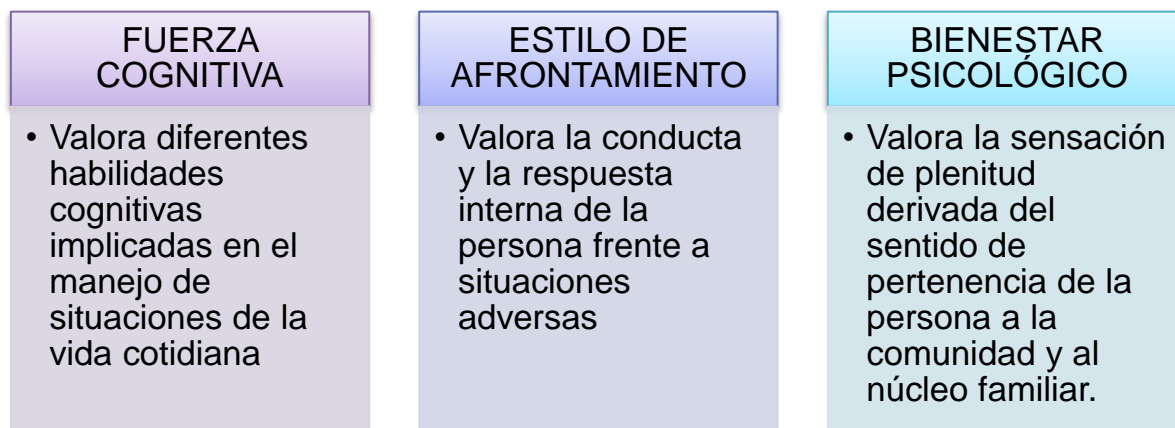 FUERZA
COGNITIVA
• Valora diferentes
habilidades
cognitivas
implicadas en el
manejo de
situaciones de la
vida cotidiana
ESTILO DE
AFRONTAMIENTO
• Valora la conducta
y la respuesta
interna de la
persona frente a
situaciones
adversas
BIENESTAR
PSICOLÓGICO
• Valora la sensación
de plenitud
derivada del
sentido de
pertenencia de la
persona a la
comunidad y al
núcleo familiar.